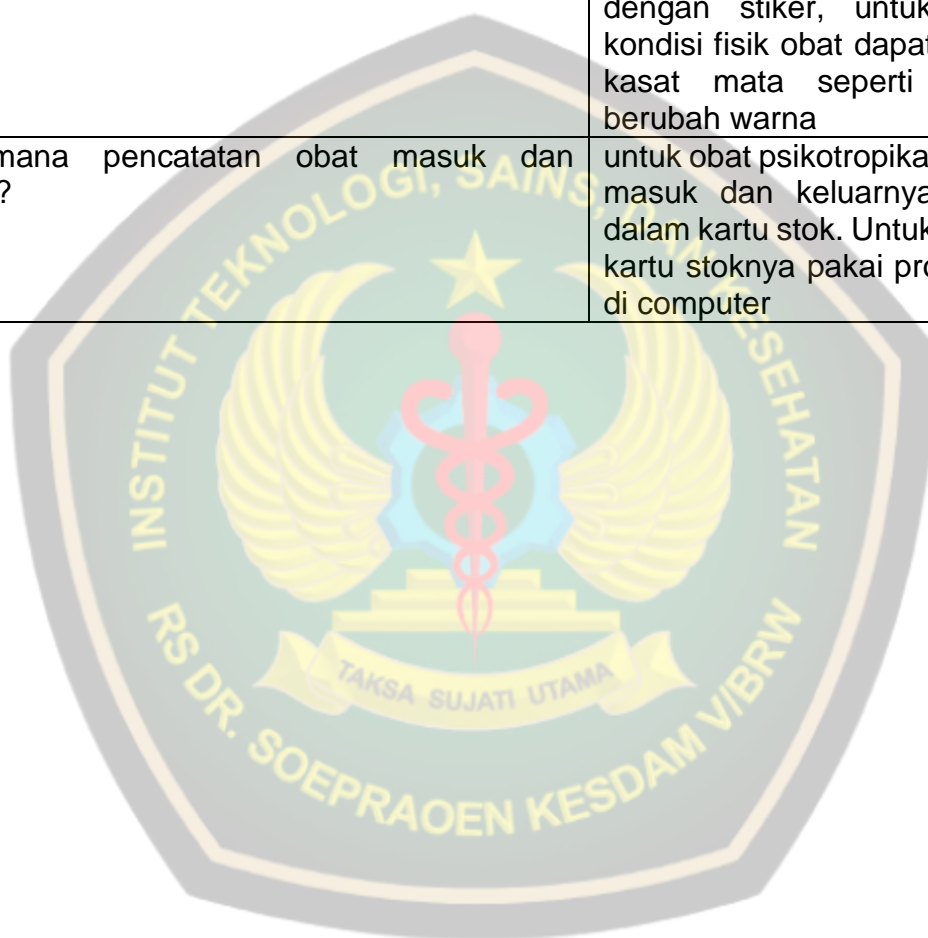 dengan stiker, untuk
kondisi fisik obat dapat
kasat mata seperti
berubah warna
pencatatan obat masuk dan
?
untuk obat psikotropika
masuk dan keluarnya
dalam kartu stok. Untuk
kartu stoknya pakai
di computer
INSTITUT TEKNOLOGI, SAINS, DAN KESEHATAN
TAKSA SUJATI UTAMA
RS DR. SOEPRAOEN KESDAM V/BRW